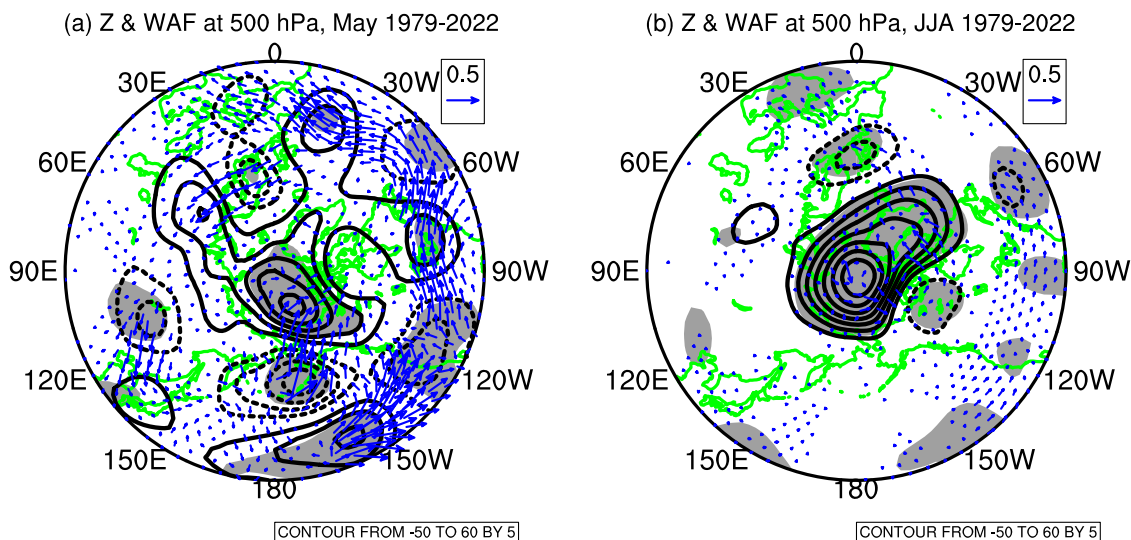 (a) Z & WAF at 500 hPa, May 1979-2022
0
30E
30W
0.5
60E
60W
90E
90W
120E
120W
150E
150W
180
CONTOUR FROM -50 TO 60 BY 5
(b) Z & WAF at 500 hPa, JJA 1979-2022
0
30E
30W
0.5
60E
60W
90E
90W
120E
120W
150E
150W
180
CONTOUR FROM -50 TO 60 BY 5